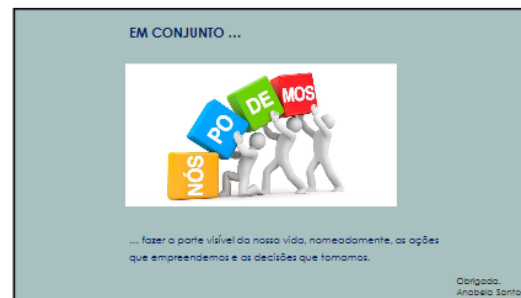 EM CONJUNTO ...
NÓS
PO
DE
MOS
... fazer a parte visível da nossa vida, nomeadamente, as ações
que empreendemos e as decisões que tomamos.
Obrigada.
Anabela Santo